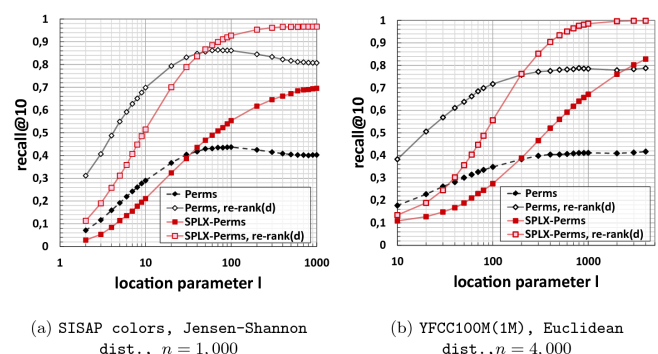 recall@10
1
0,9
0,8
0,7
0,6
0,5
0,4
0,3
0,2
0,1
0
Perms
Perms, re-rank(d)
SPLX-Perms
SPLX-Perms, re-rank(d)
1 10 100 1000
location parameter l
(a) SISAP colors, Jensen-Shannon
dist., n = 1,000
recall@10
1
0,9
0,8
0,7
0,6
0,5
0,4
0,3
0,2
0,1
0
Perms
Perms, re-rank(d)
SPLX-Perms
SPLX-Perms, re-rank(d)
10 100 1000
location parameter l
(b) YFCC100M(1M), Euclidean
dist., n = 4,000